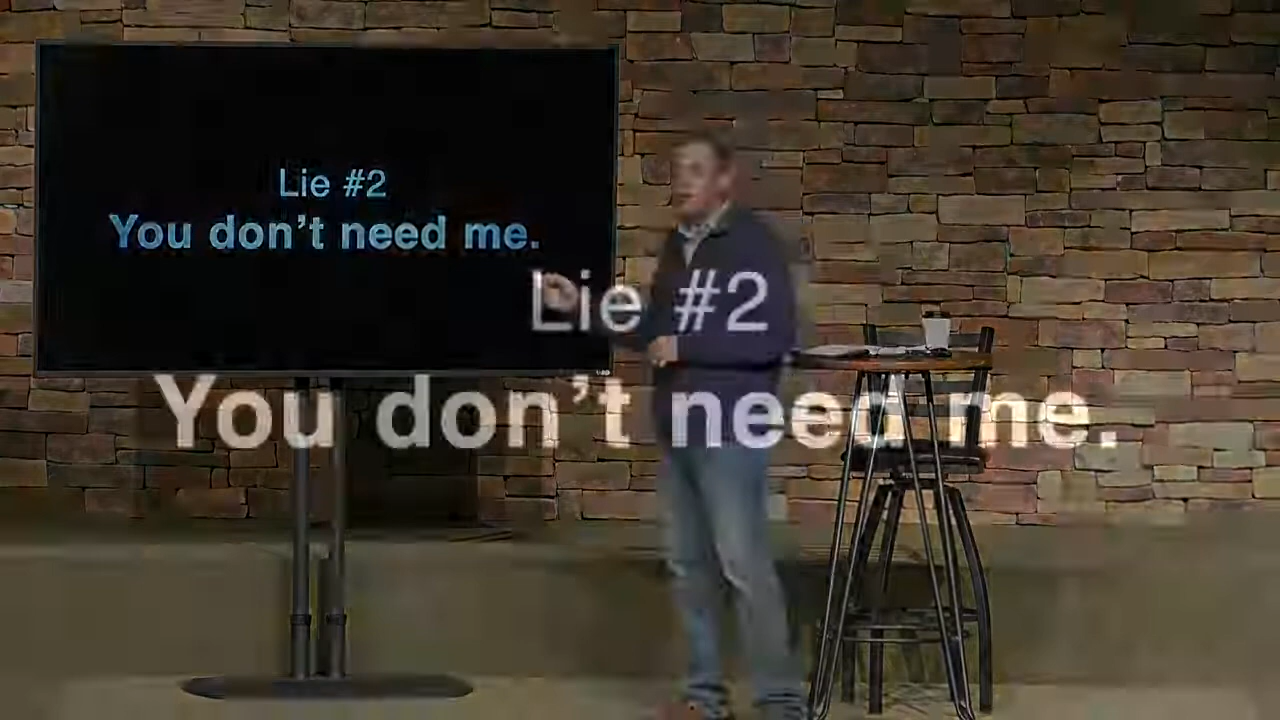 Lie #2
You don't need me.
Lie #2
You don’t need me.